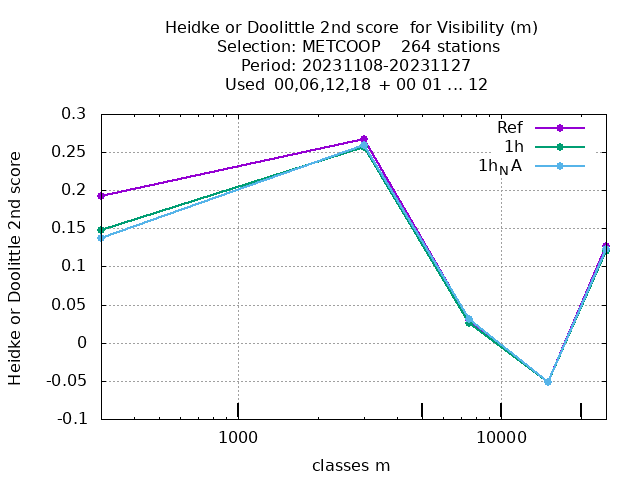 Heidke or Doolittle 2nd score  for Visibility (m)
Selection: METCOOP    264 stations
Period: 20231108-20231127
Used  00,06,12,18  + 00 01 ... 12
Heidke or Doolittle 2nd score
0.3
0.25
0.2
0.15
0.1
0.05
0
-0.05
-0.1
Ref
1h
1hNA
1000
10000
classes m